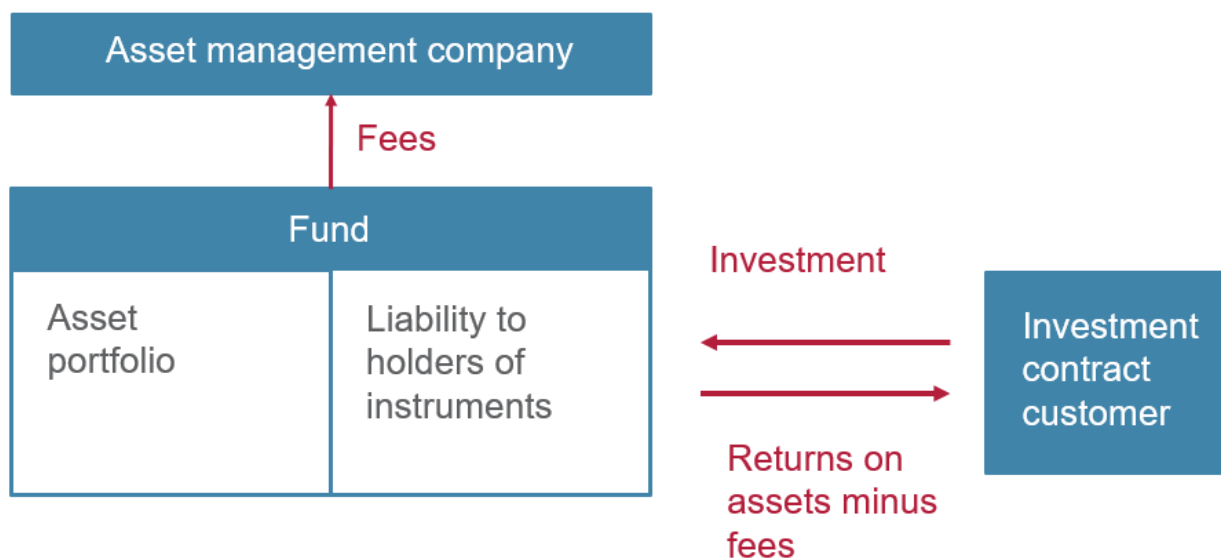 Asset management company
Fees
Fund
Asset
portfolio
Liability to
holders of
instruments
Investment
Returns on
assets minus
fees
Investment
contract
customer